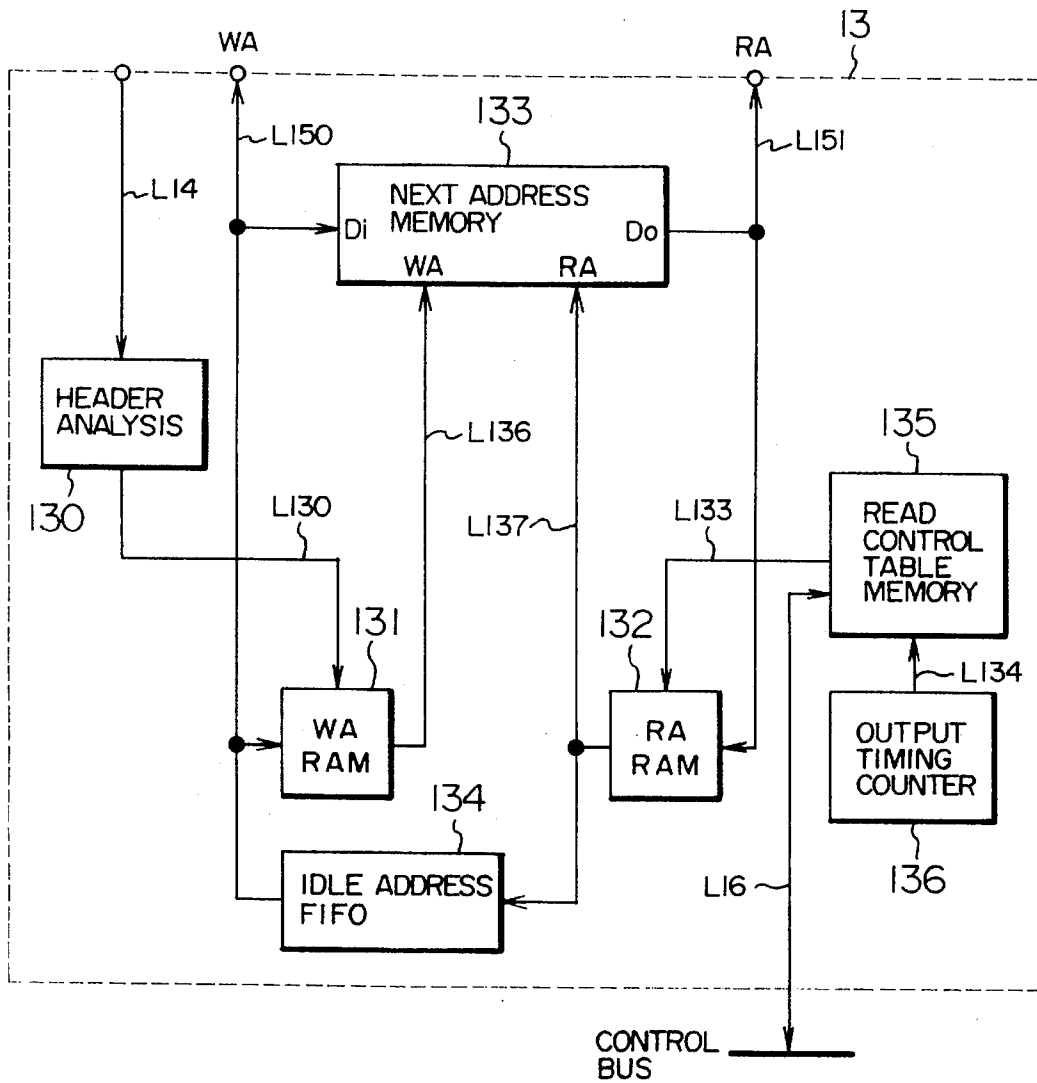 WA
RA
13
L150
133
L151
L14
NEXT ADDRESS
MEMORY
Di
Do
WA
RA
HEADER
ANALYSIS
L136
130
135
L130
L137
L133
READ
CONTROL
TABLE
MEMORY
131
132
L134
WA
RAM
RA
RAM
OUTPUT
TIMING
COUNTER
134
IDLE ADDRESS
FIFO
L16
136
CONTROL
BUS